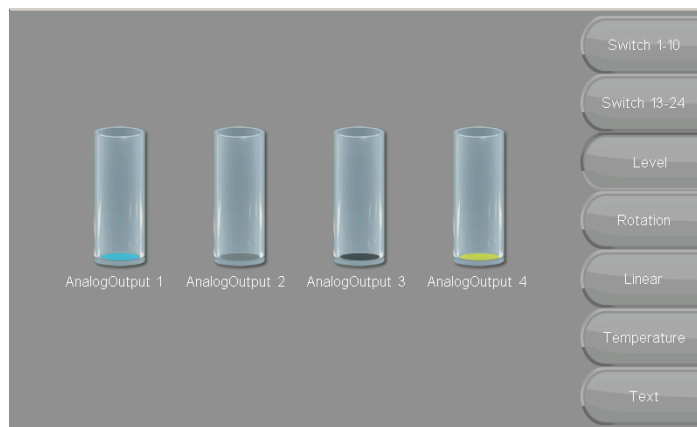 Switch 1-10
Switch 13-24
Level
Rotation
AnalogOutput 1 AnalogOutput 2 AnalogOutput 3 AnalogOutput 4
Linear
Temperature
Text